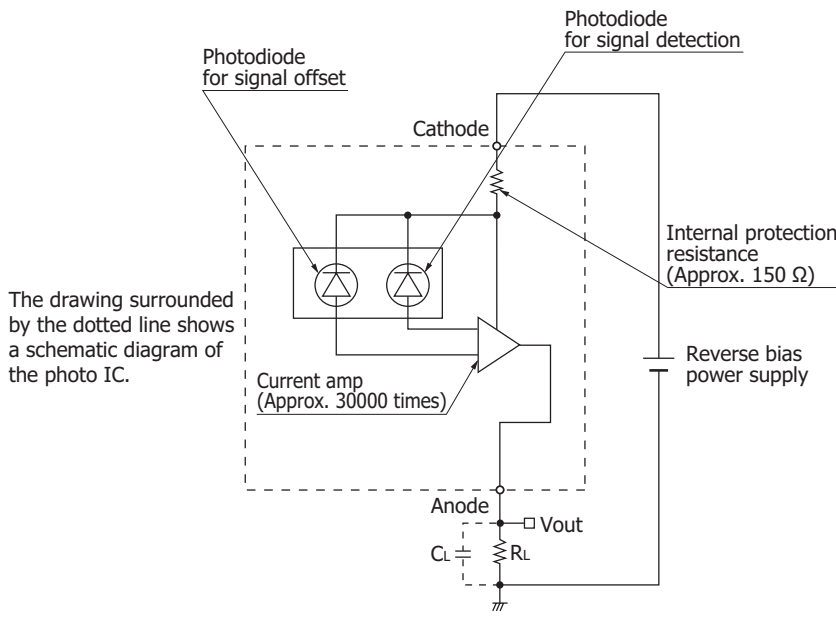 Photodiode
for signal detection
Photodiode
for signal offset
Cathode
Internal protection
resistance
(Approx. 150 Ω)
The drawing surrounded
by the dotted line shows
a schematic diagram of
the photo IC.
Reverse bias
power supply
Current amp
(Approx. 30000 times)
Anode
Vout
CL
RL